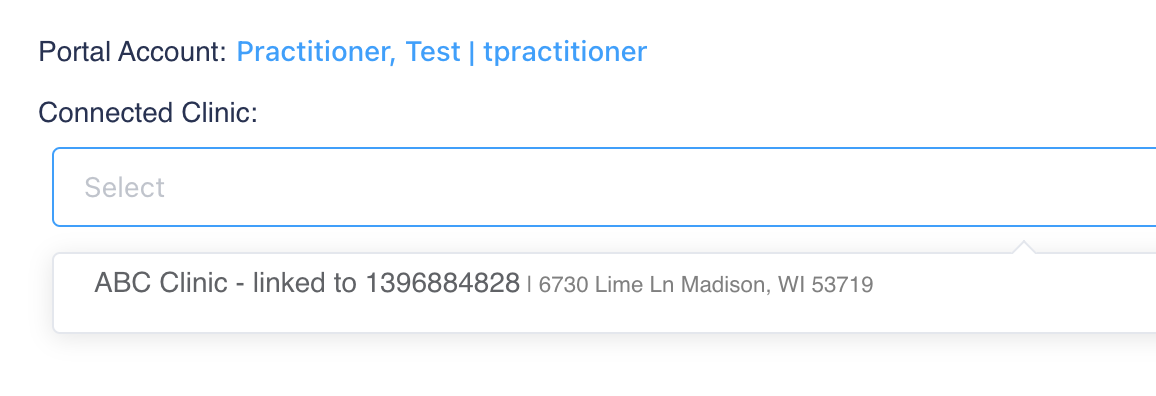 Portal Account: Practitioner, Test | tpractitioner
Connected Clinic:
Select
ABC Clinic - linked to 1396884828 | 6730 Lime Ln Madison, WI 53719